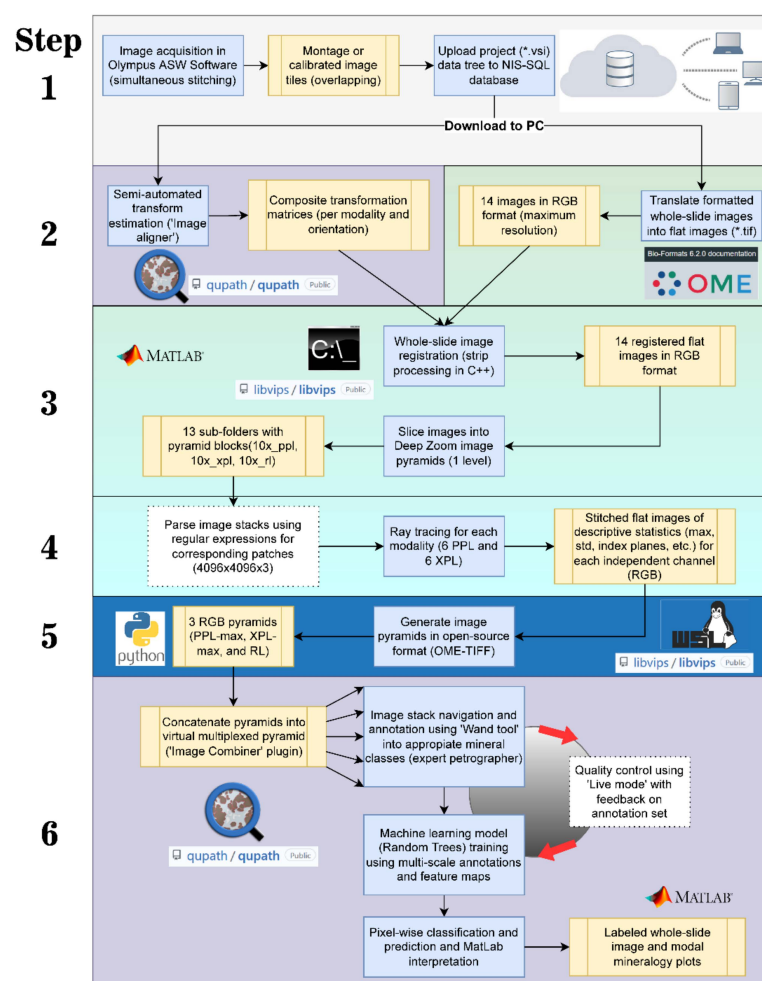 Step
1
Image acquisition in
Olympus ASW Software
(simultaneous stitching)
Montage or
calibrated image
tiles (overlapping)
Upload project (*.vsi)
data tree to NIS-SQL
database
Download to PC
2
Semi-automated
transform
estimation ('Image
aligner')
Composite transformation
matrices (per modality and
orientation)
14 images in RGB
format (maximum
resolution)
Translate formatted
whole-slide images
into flat images (*.tif)
qupath / qupath Public
Bio-Formats 6.2.0 documentation
OME
3
MATLAB®
C:\_
libvips / libvips Public
Whole-slide image
registration (strip
processing in C++)
14 registered flat
images in RGB
format
13 sub-folders with
pyramid blocks(10x_ppl,
10x_xpl, 10x_rl)
Slice images into
Deep Zoom image
pyramids (1 level)
4
Parse image stacks using
regular expressions for
corresponding patches
(4096x4096x3)
Ray tracing for each
modality (6 PPL and
6 XPL)
Stitched flat images of
descriptive statistics (max,
std, index planes, etc.) for
each independent channel
(RGB)
5
python
3 RGB pyramids
(PPL-max, XPL-
max, and RL)
Generate image
pyramids in open-source
format (OME-TIFF)
WSL
libvips / libvips Public
6
Concatenate pyramids into
virtual multiplexed pyramid
('Image Combiner' plugin)
Image stack navigation and
annotation using 'Wand tool'
into appropiate mineral
classes (expert petrographer)
Quality control using
'Live mode' with
feedback on
annotation set
qupath / qupath Public
Machine learning model
(Random Trees) training
using multi-scale annotations
and feature maps
MATLAB®
Pixel-wise classification and
prediction and MatLab
interpretation
Labeled whole-slide
image and modal
mineralogy plots